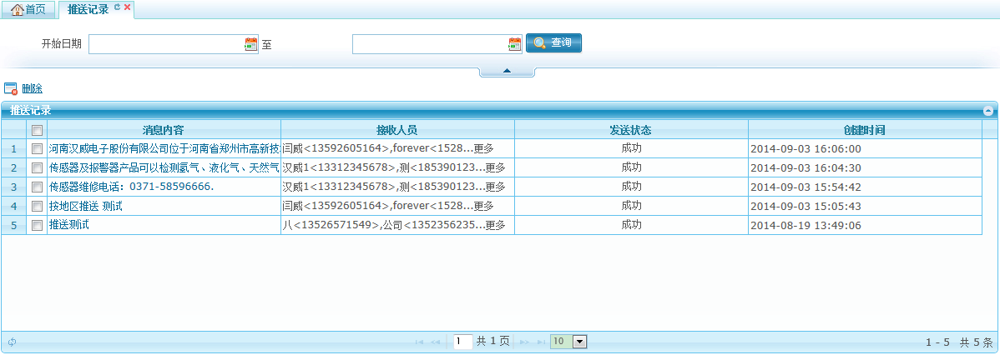 首页 推送记录
开始日期 至 查询
删除
推送记录
消息内容 接收人员 发送状态 创建时间
1 河南汉威电子股份有限公司位于河南省郑州市高新技 闫威<13592605164>,forever<1528...更多 成功 2014-09-03 16:06:00
2 传感器及报警器产品可以检测氢气、液化气、天然气 汉威1<13312345678>,测<185390123...更多 成功 2014-09-03 16:04:30
3 传感器维修电话：0371-58596666. 汉威1<13312345678>,测<185390123...更多 成功 2014-09-03 15:54:42
4 按地区推送 测试 闫威<13592605164>,forever<1528...更多 成功 2014-09-03 15:05:43
5 推送测试 八<13526571549>,公司<1352356235...更多 成功 2014-08-19 13:49:06
1 共 1 页 10 1 - 5 共 5 条